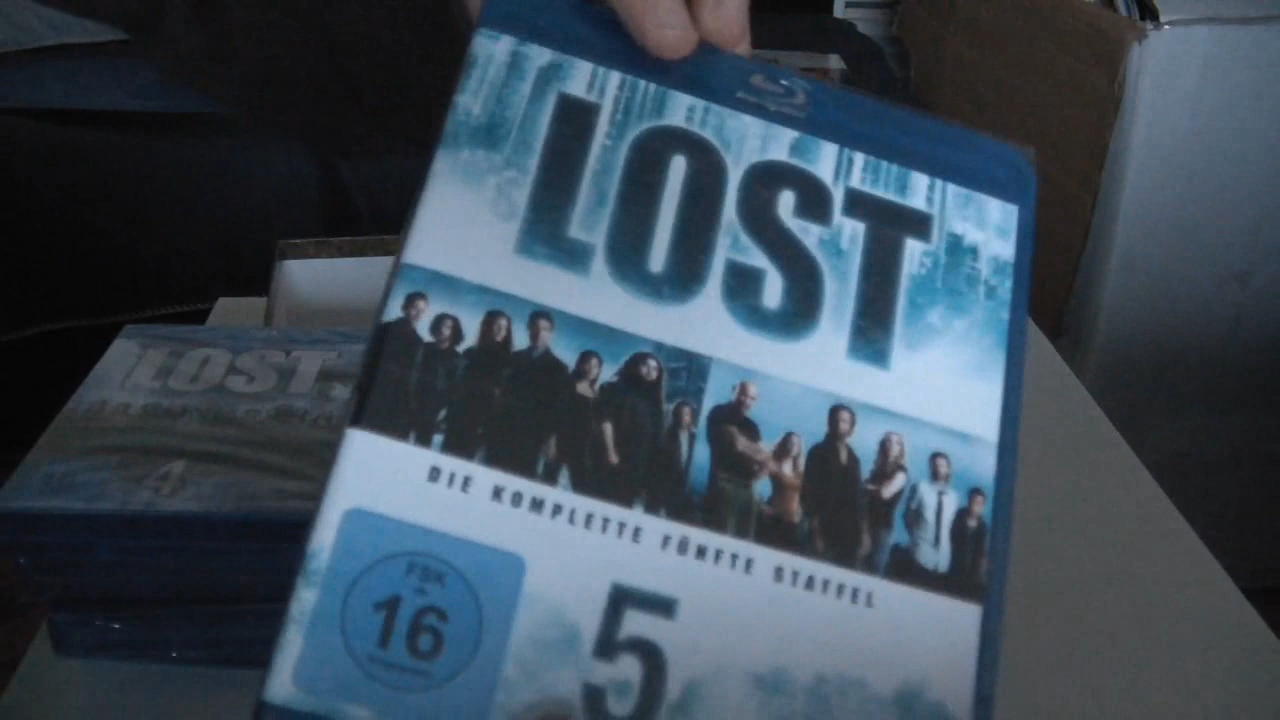 LOST
DIE KOMPLETTE FÜNFTE STAFFEL
5
FSK
16
LOST
4